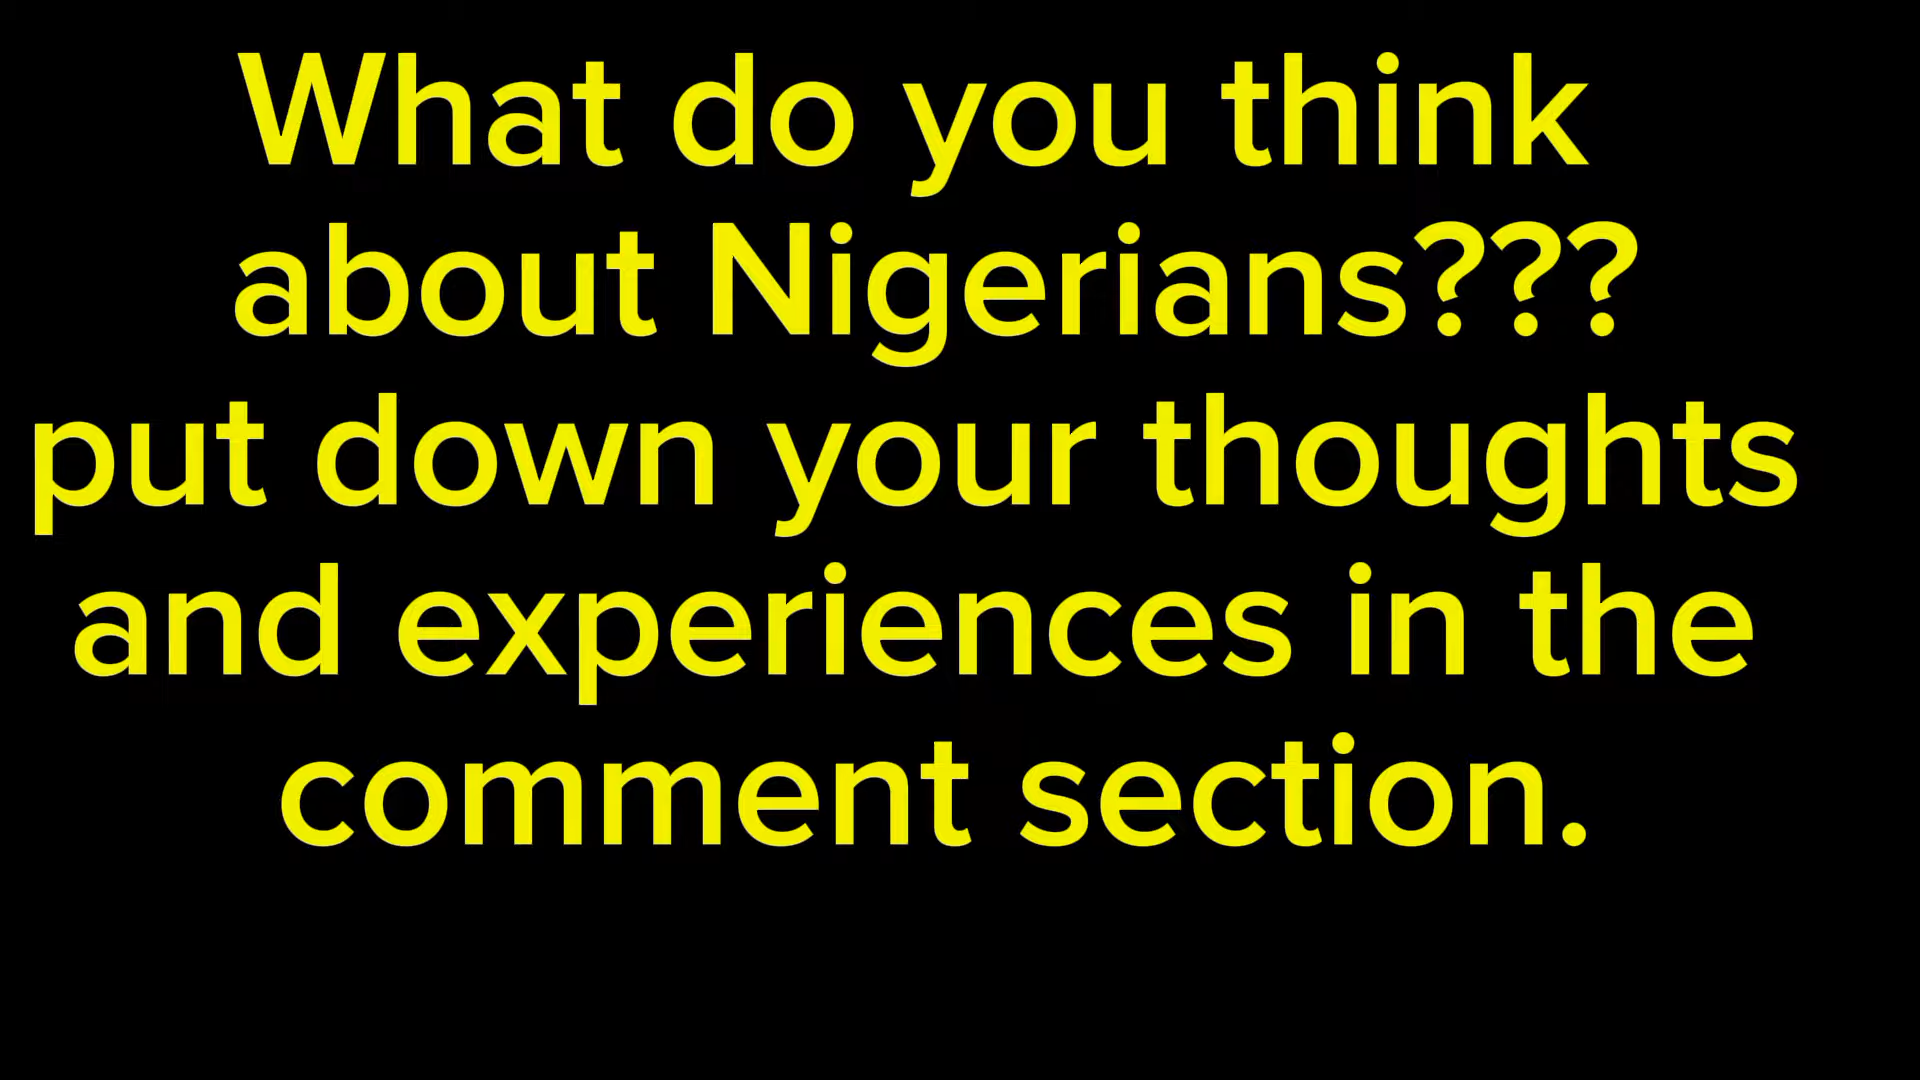 What do you think
about Nigerians???
put down your thoughts
and experiences in the
comment section.